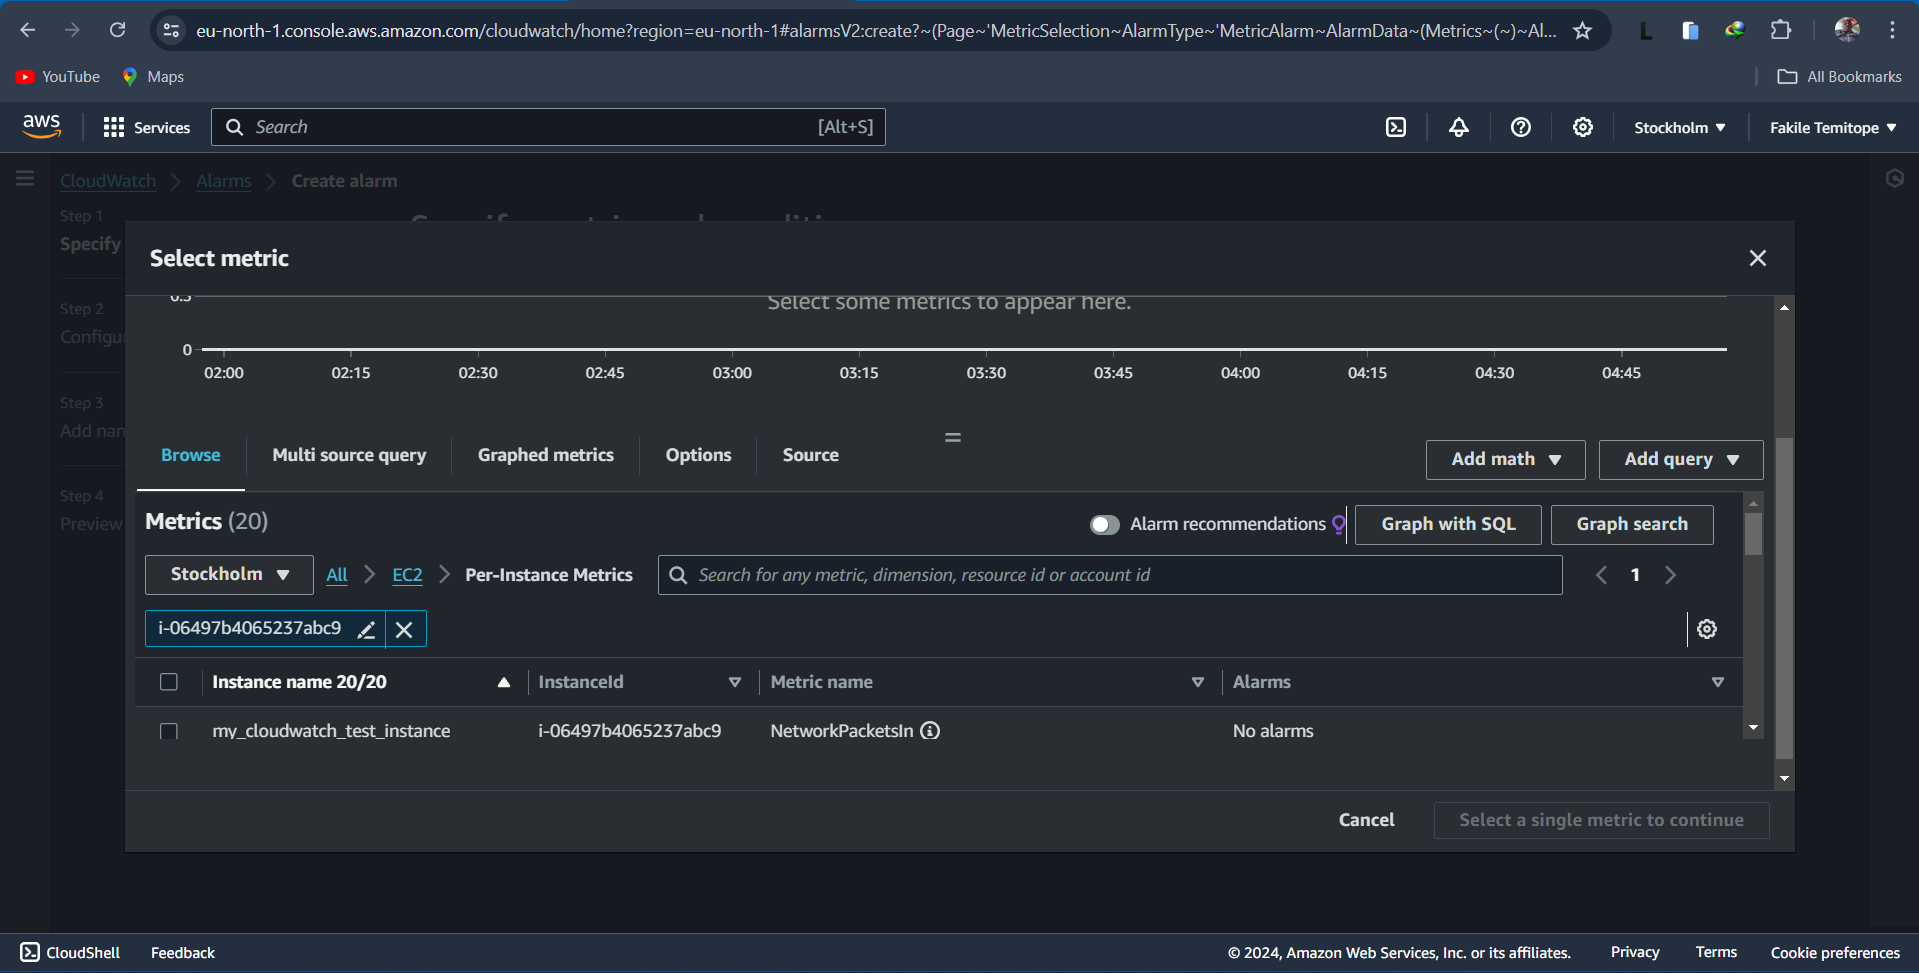 eu-north-1.console.aws.amazon.com/cloudwatch/home?region=eu-north-1#alarmsV2:create?~(Page~'MetricSelection~AlarmType~'MetricAlarm~AlarmData~(Metrics~(~)~Al...
L
YouTube Maps All Bookmarks
aws Services Search [Alt+S] Stockholm Fakile Temitope
CloudWatch Alarms Create alarm
Step 1
Specify
Step 2
Configu
Step 3
Add nam
Step 4
Preview
Select metric
0.5
Select some metrics to appear here.
0
02:00 02:15 02:30 02:45 03:00 03:15 03:30 03:45 04:00 04:15 04:30 04:45
Browse Multi source query Graphed metrics Options Source Add math Add query
Metrics (20) Alarm recommendations Graph with SQL Graph search
Stockholm All EC2 Per-Instance Metrics Search for any metric, dimension, resource id or account id 1
i-06497b4065237abc9
Instance name 20/20 InstanceId Metric name Alarms
my_cloudwatch_test_instance i-06497b4065237abc9 NetworkPacketsIn No alarms
Cancel Select a single metric to continue
CloudShell Feedback © 2024, Amazon Web Services, Inc. or its affiliates. Privacy Terms Cookie preferences